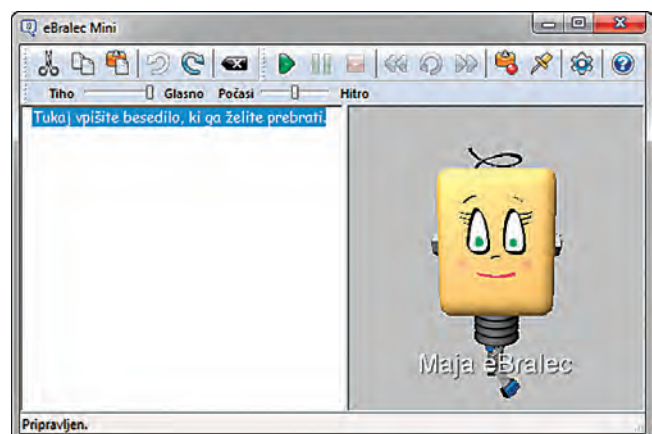 eBralec Mini
Tiho Glasno Počasi Hitro
Tukaj vpišite besedilo, ki ga želite prebrati.
Maja eBralec
Pripravljen.